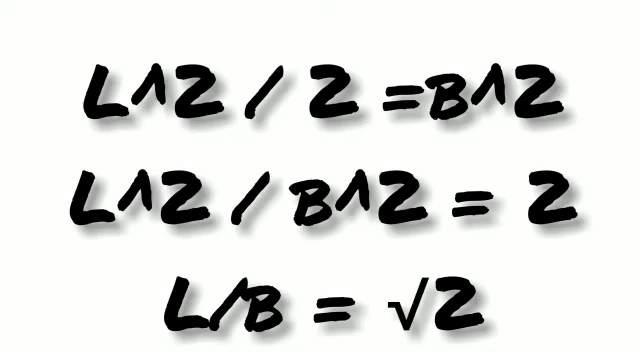 L^2 / 2 =B^2
L^2 / B^2 = 2
L/B = √2